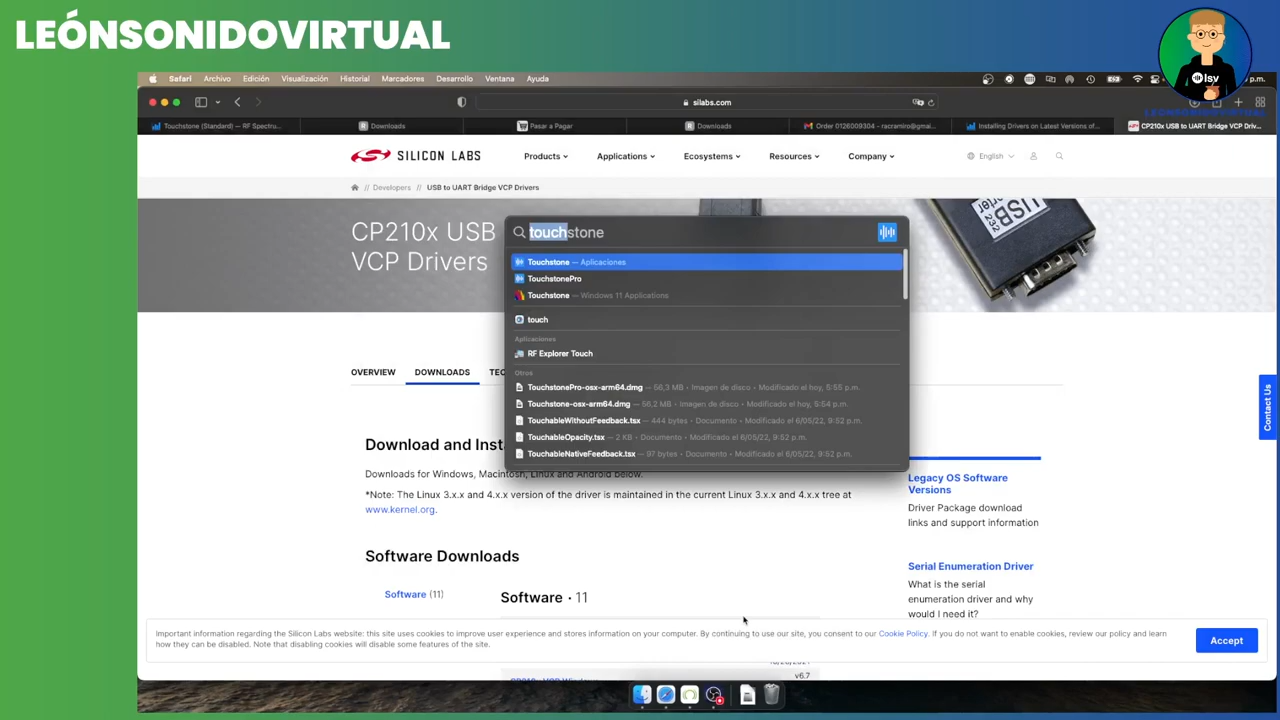 LEÓNSONIDOVIRTUAL
lsv
LEONSONIDOVIRTUAL
Safari Archivo Edición Visualización Historial Marcadores Desarrollo Ventana Ayuda
p.m.
silabs.com
Touchstone (Standard) — RF Spectru...
Downloads
Pasar a Pagar
Downloads
Order 0126009304 - racramiro@gmai...
Installing Drivers on Latest Versions of...
CP210x USB to UART Bridge VCP Driv...
SILICON LABS
Products Applications Ecosystems Resources Company
English
// Developers // USB to UART Bridge VCP Drivers
CP210x USB
VCP Drivers
USB
232
touchstone
Touchstone — Aplicaciones
TouchstonePro
Touchstone — Windows 11 Applications
touch
Aplicaciones
RF Explorer Touch
Otros
TouchstonePro-osx-arm64.dmg — 56,3 MB • Imagen de disco • Modificado el hoy, 5:55 p.m.
Touchstone-osx-arm64.dmg — 56,2 MB • Imagen de disco • Modificado el hoy, 5:54 p.m.
TouchableWithoutFeedback.tsx — 444 bytes • Documento • Modificado el 6/05/22, 9:52 p.m.
TouchableOpacity.tsx — 2 KB • Documento • Modificado el 6/05/22, 9:52 p.m.
TouchableNativeFeedback.tsx — 97 bytes • Documento • Modificado el 6/05/22, 9:52 p.m.
OVERVIEW DOWNLOADS TEC
Download and Inst
Downloads for Windows, Macintosh, Linux and Android below.
*Note: The Linux 3.x.x and 4.x.x version of the driver is maintained in the current Linux 3.x.x and 4.x.x tree at
www.kernel.org.
Software Downloads
Software (11)
Software • 11
Legacy OS Software
Versions
Driver Package download
links and support information
Serial Enumeration Driver
What is the serial
enumeration driver and why
would I need it?
Contact Us
Important information regarding the Silicon Labs website: this site uses cookies to improve user experience and stores information on your computer. By continuing to use our site, you consent to our Cookie Policy. If you do not want to enable cookies, review our policy and learn
how they can be disabled. Note that disabling cookies will disable some features of the site.
Accept
v6.7